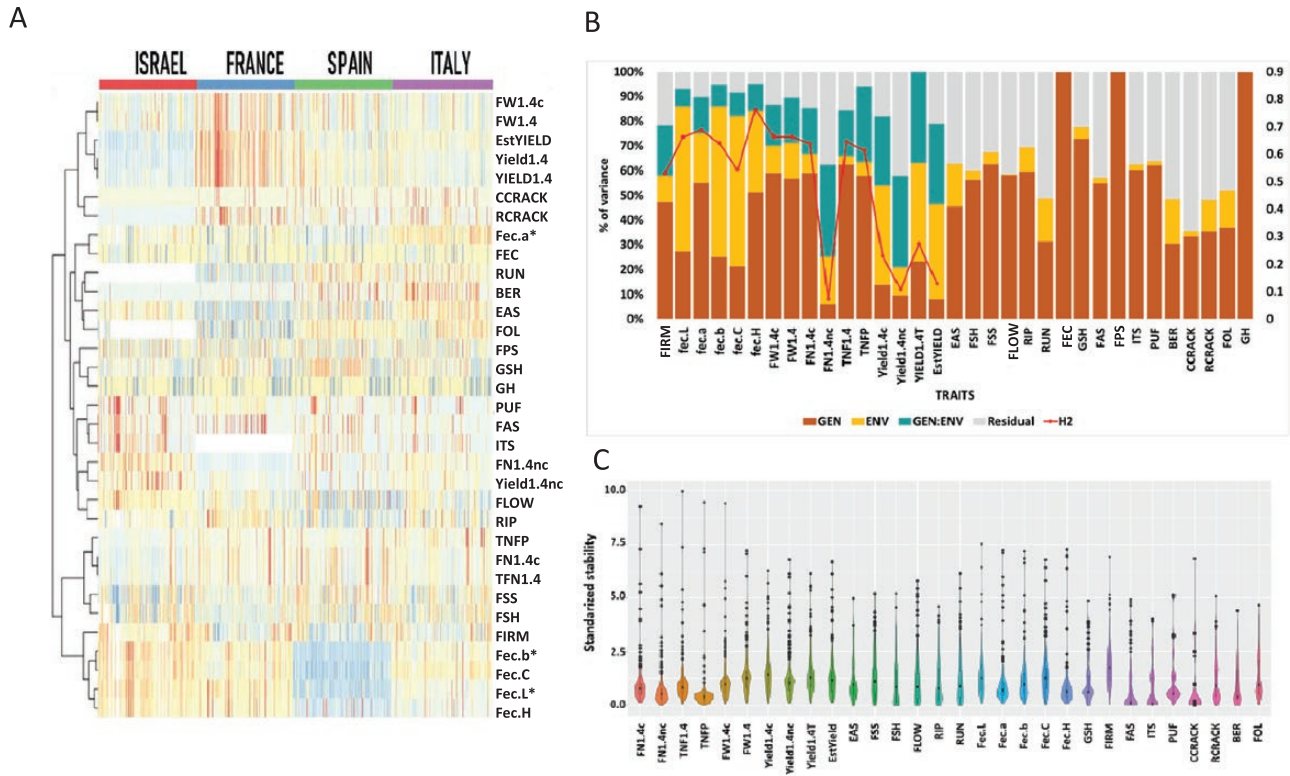 A
ISRAEL FRANCE SPAIN ITALY
FW1.4c
FW1.4
EstYIELD
Yield1.4
YIELD1.4
CCRACK
RCRACK
Fec.a*
FEC
RUN
BER
EAS
FOL
FPS
GSH
GH
PUF
FAS
ITS
FN1.4nc
Yield1.4nc
FLOW
RIP
TNFP
FN1.4c
TFN1.4
FSS
FSH
FIRM
Fec.b*
Fec.C
Fec.L*
Fec.H
B
% of variance
100%
90%
80%
70%
60%
50%
40%
30%
20%
10%
0%
0.9
0.8
0.7
0.6
0.5
0.4
0.3
0.2
0.1
0
FIRM
fec.L
fec.a
fec.b
fec.C
fec.H
FW1.4c
FW1.4
FN1.4c
FN1.4nc
TNF1.4
TNFP
Yield1.4c
Yield1.4nc
YIELD1.4T
EstYIELD
EAS
FSH
FSS
FLOW
RIP
RUN
FEC
GSH
FAS
FPS
ITS
PUF
BER
CCRACK
RCRACK
FOL
GH
TRAITS
GEN ENV GEN:ENV Residual H2
C
Standarized stability
10.0
7.5
5.0
2.5
0.0
FN1.4c
FN1.4nc
TNF1.4
TNFP
FW1.4c
FW1.4
Yield1.4c
Yield1.4nc
Yield1.4T
EstYield
EAS
FSS
FSH
FLOW
RIP
RUN
Fec.L
Fec.a
Fec.b
Fec.C
Fec.H
GSH
FIRM
FAS
ITS
PUF
CCRACK
RCRACK
BER
FOL